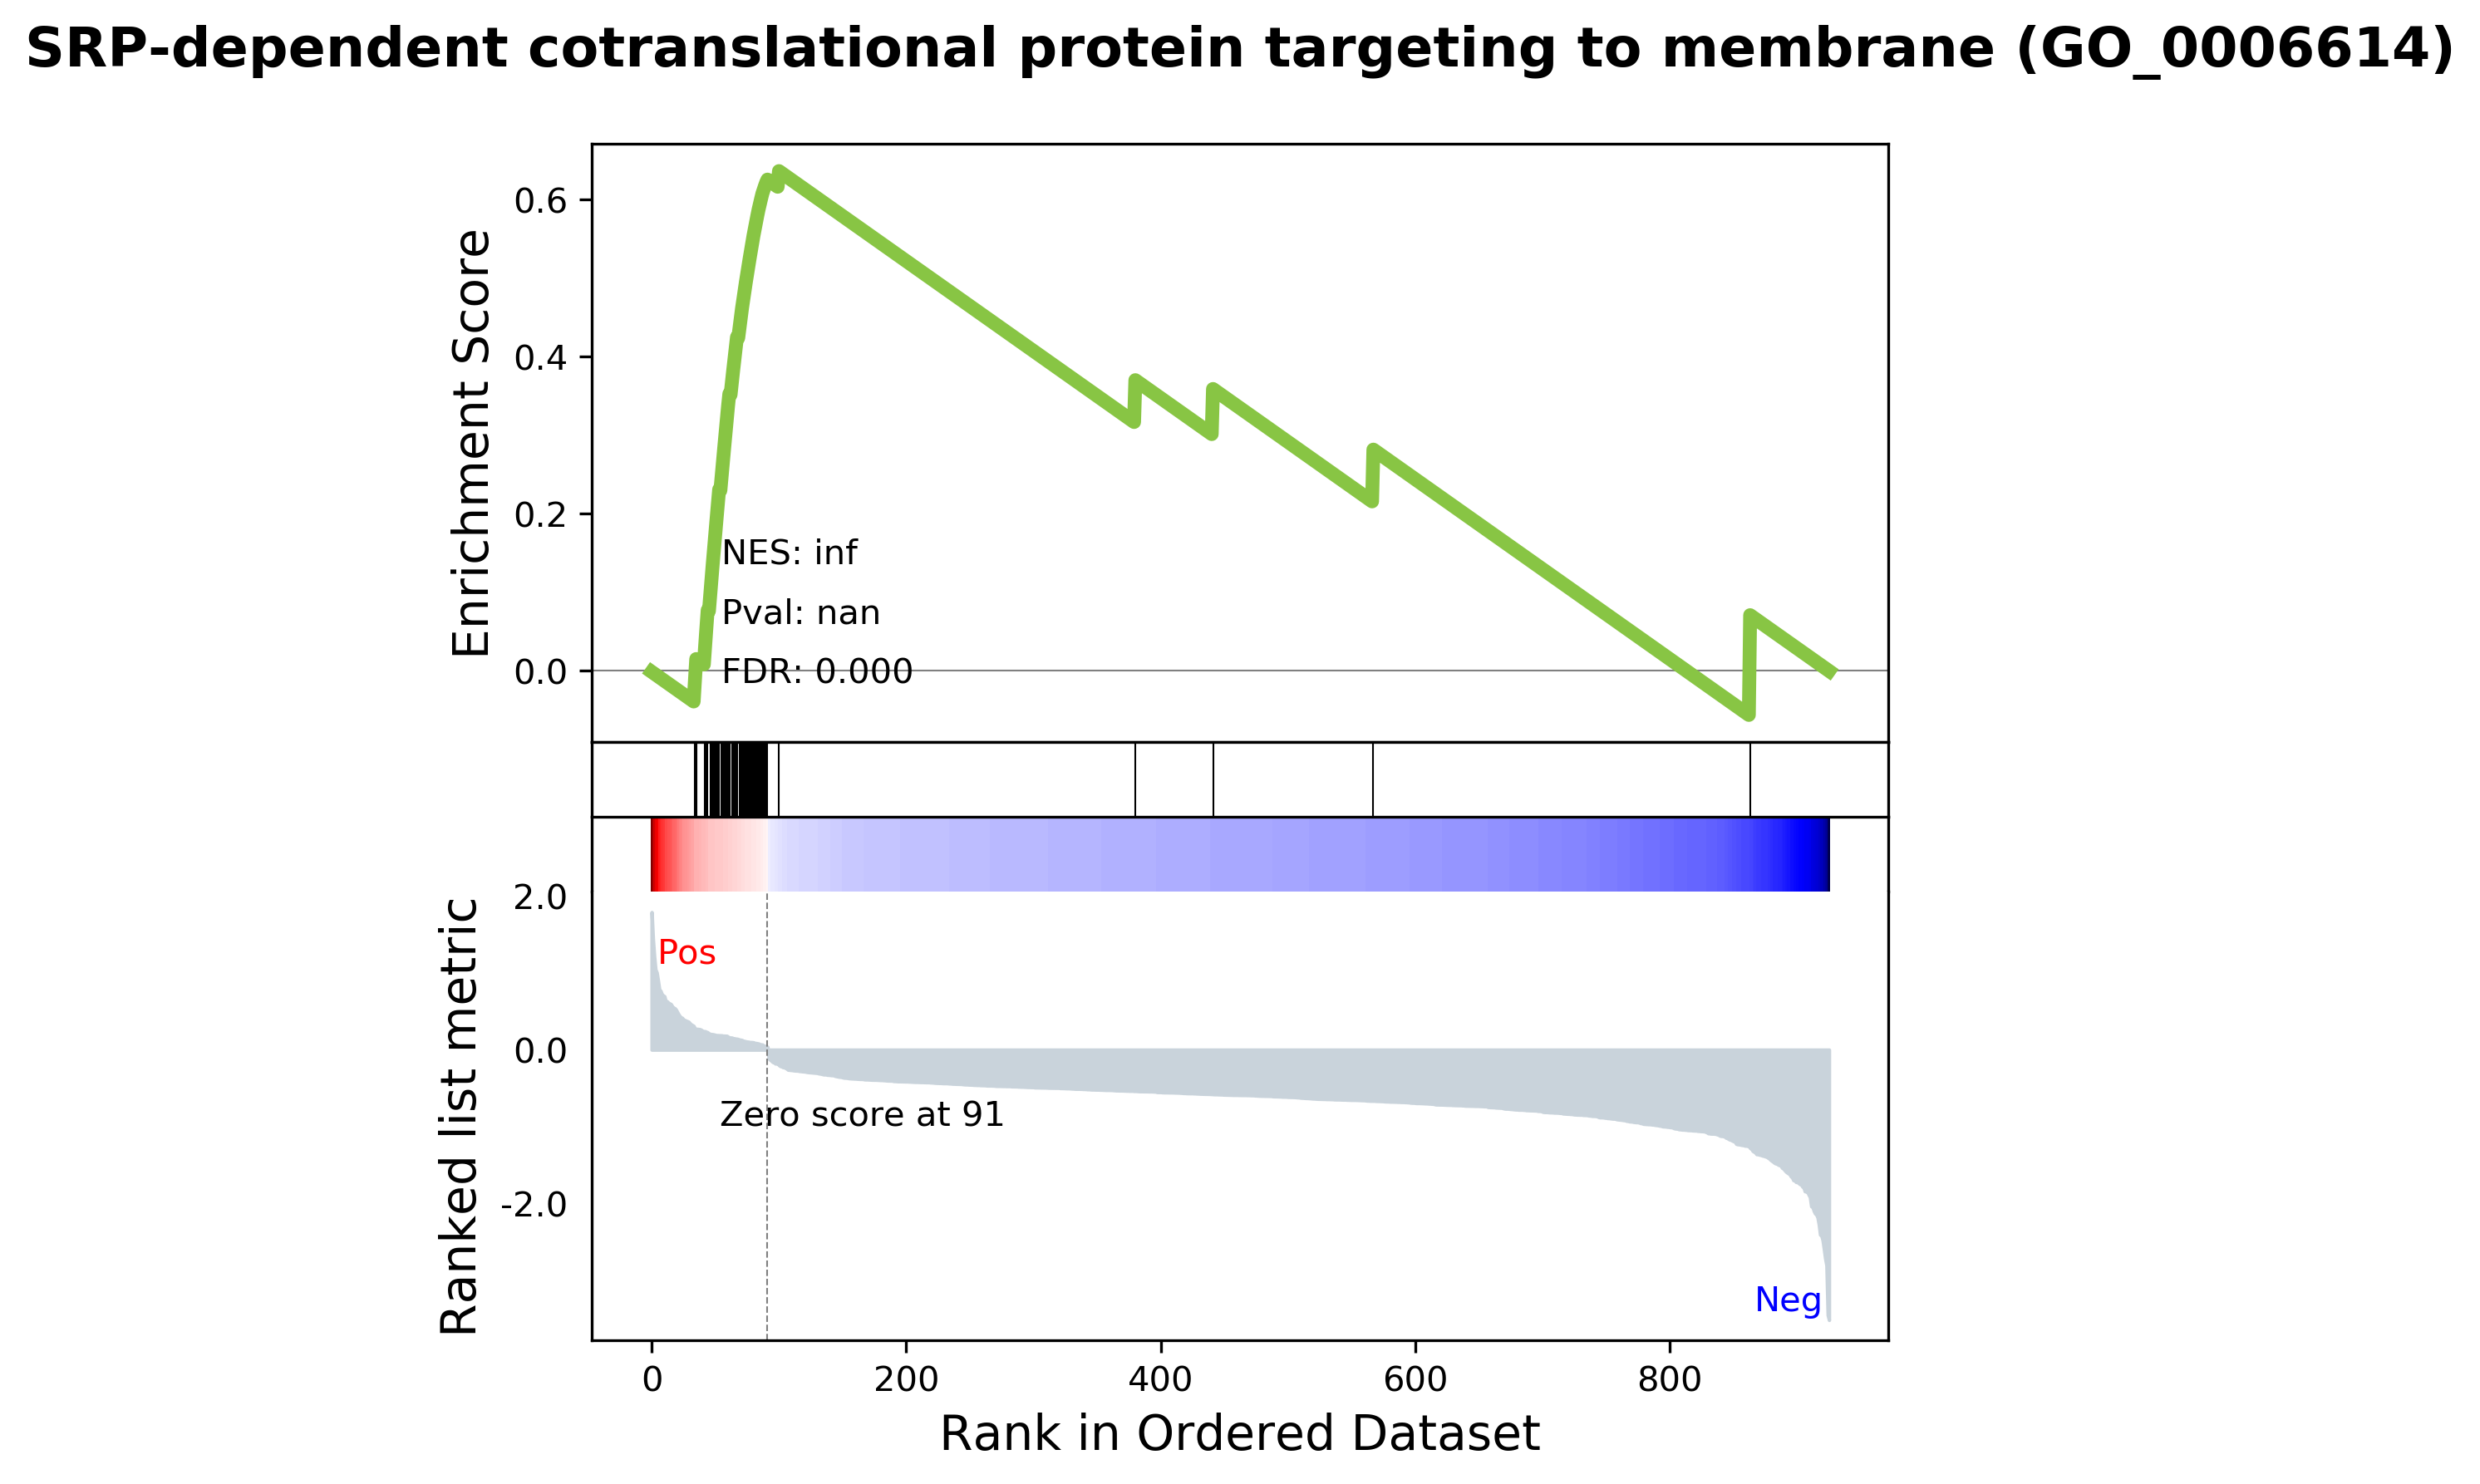 SRP-dependent cotranslational protein targeting to membrane (GO_0006614)
Enrichment Score
0.6
0.4
0.2
0.0
NES: inf
Pval: nan
FDR: 0.000
Ranked list metric
2.0
0.0
-2.0
Pos
Zero score at 91
Neg
0 200 400 600 800
Rank in Ordered Dataset